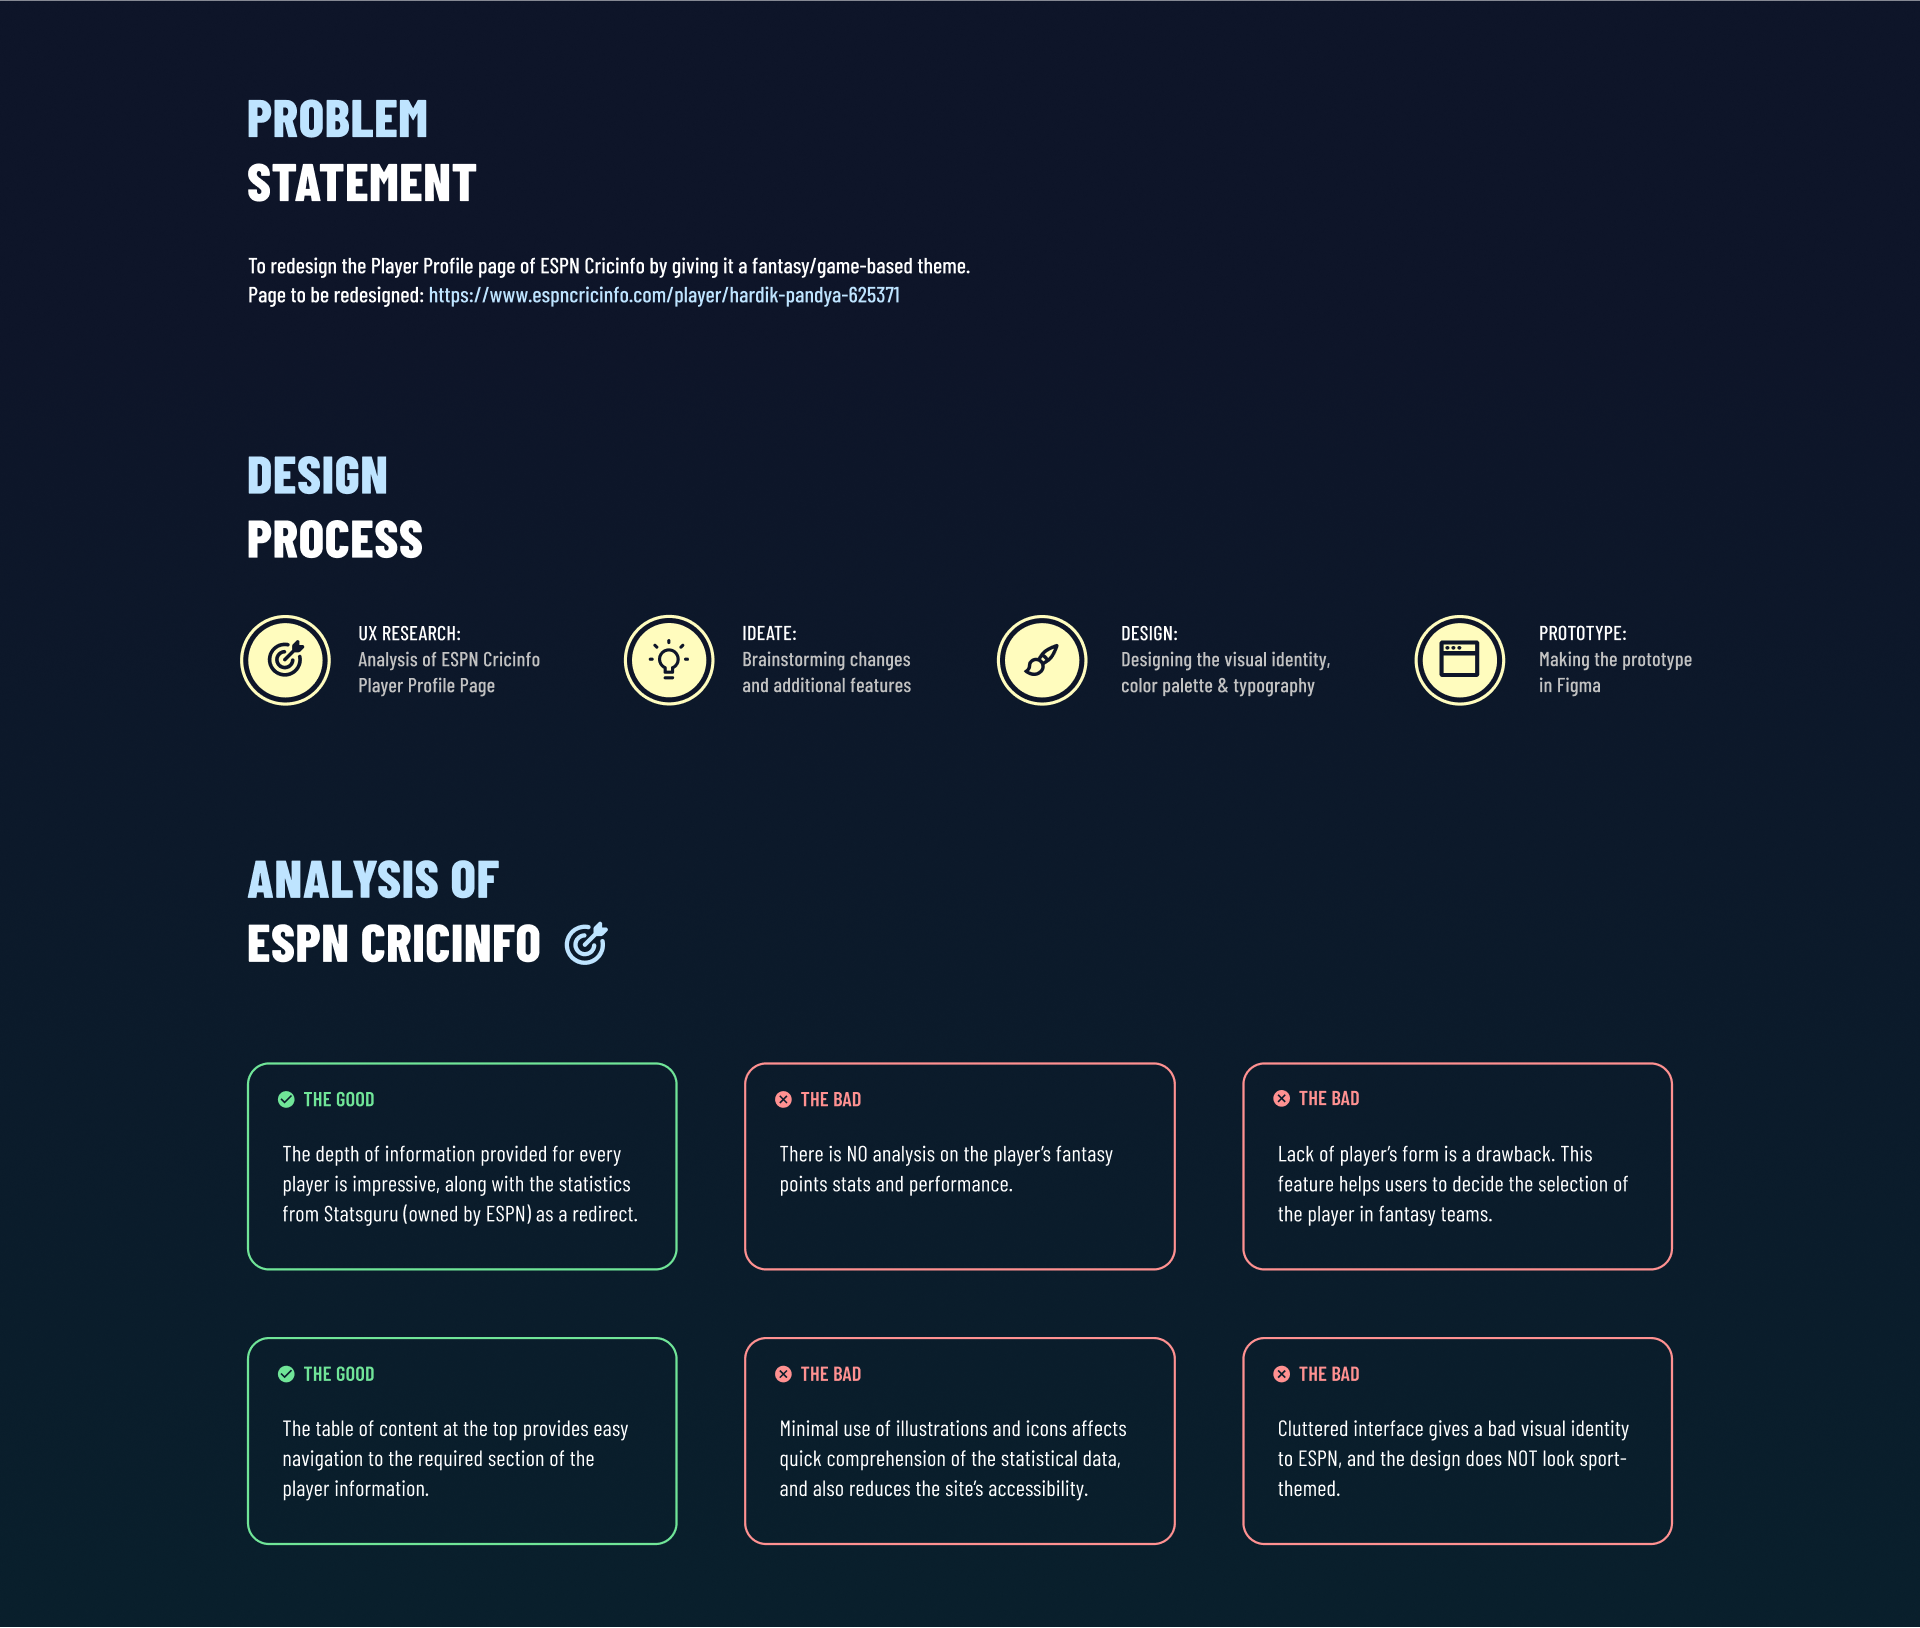 PROBLEM
STATEMENT
To redesign the Player Profile page of ESPN Cricinfo by giving it a fantasy/game-based theme.
Page to be redesigned: https://www.espncricinfo.com/player/hardik-pandya-625371
DESIGN
PROCESS
UX RESEARCH:
Analysis of ESPN Cricinfo
Player Profile Page
IDEATE:
Brainstorming changes
and additional features
DESIGN:
Designing the visual identity,
color palette & typography
PROTOTYPE:
Making the prototype
in Figma
ANALYSIS OF
ESPN CRICINFO
THE GOOD
The depth of information provided for every
player is impressive, along with the statistics
from Statsguru (owned by ESPN) as a redirect.
THE BAD
There is NO analysis on the player’s fantasy
points stats and performance.
THE BAD
Lack of player’s form is a drawback. This
feature helps users to decide the selection of
the player in fantasy teams.
THE GOOD
The table of content at the top provides easy
navigation to the required section of the
player information.
THE BAD
Minimal use of illustrations and icons affects
quick comprehension of the statistical data,
and also reduces the site’s accessibility.
THE BAD
Cluttered interface gives a bad visual identity
to ESPN, and the design does NOT look sport-
themed.